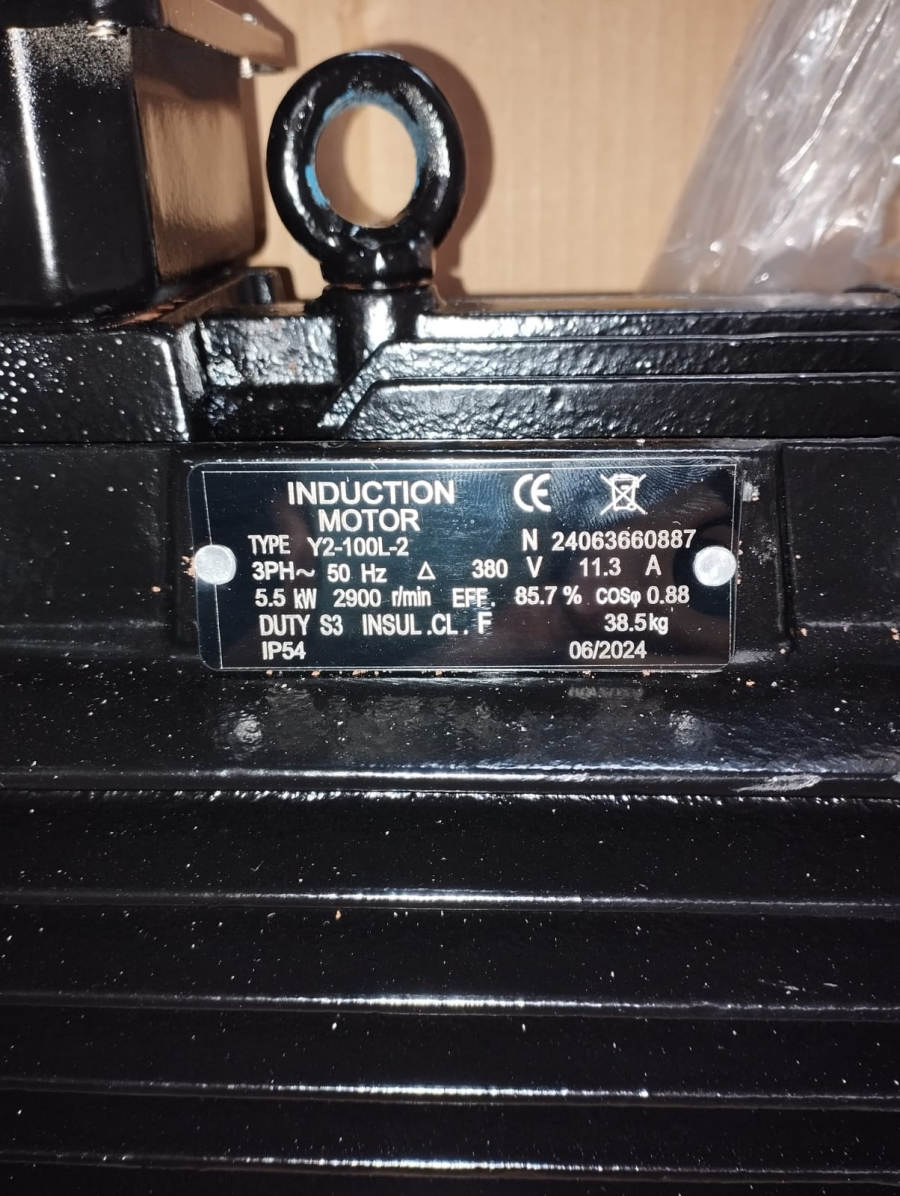 INDUCTION CE
MOTOR
TYPE Y2-100L-2 N 24063660887
3PH~ 50 Hz △ 380 V 11.3 A
5.5 kW 2900 r/min EFF. 85.7 % COSφ 0.88
DUTY S3 INSUL.CL. F 38.5kg
IP54 06/2024